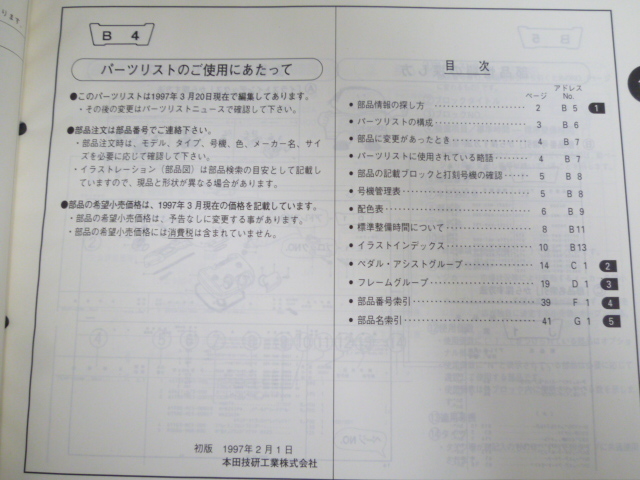 B 4
パーツリストのご使用にあたって
●このパーツリストは1997年3月20日現在で編集してあります。
・その後の変更はパーツリストニュースで確認して下さい。
●部品注文は部品番号でご連絡下さい。
・部品注文時は、モデル、タイプ、号機、色、メーカー名、サイ
ズを必要に応じて確認して下さい。
・イラストレーション（部品図）は部品検索の目安として記載し
ていますので、現品と形状が異なる場合があります。
●部品の希望小売価格は、1997年3月現在の価格を記載しています。
・部品の希望小売価格は、予告なしに変更する事があります。
・部品の希望小売価格には消費税は含まれていません。
初版 1997年2月1日
本田技研工業株式会社
目 次
ページ アドレスNo.
●部品情報の探し方 2 B 5 1
●パーツリストの構成 3 B 6
●部品に変更があったとき 4 B 7
●パーツリストに使用されている略語 4 B 7
●部品の記載ブロックと打刻号機の確認 5 B 8
●号機管理表 5 B 8
●配色表 6 B 9
●標準整備時間について 8 B11
●イラストインデックス 10 B13
●ペダル・アシストグループ 14 C 1 2
●フレームグループ 19 D 1 3
●部品番号索引 39 F 1 4
●部品名索引 41 G 1 5